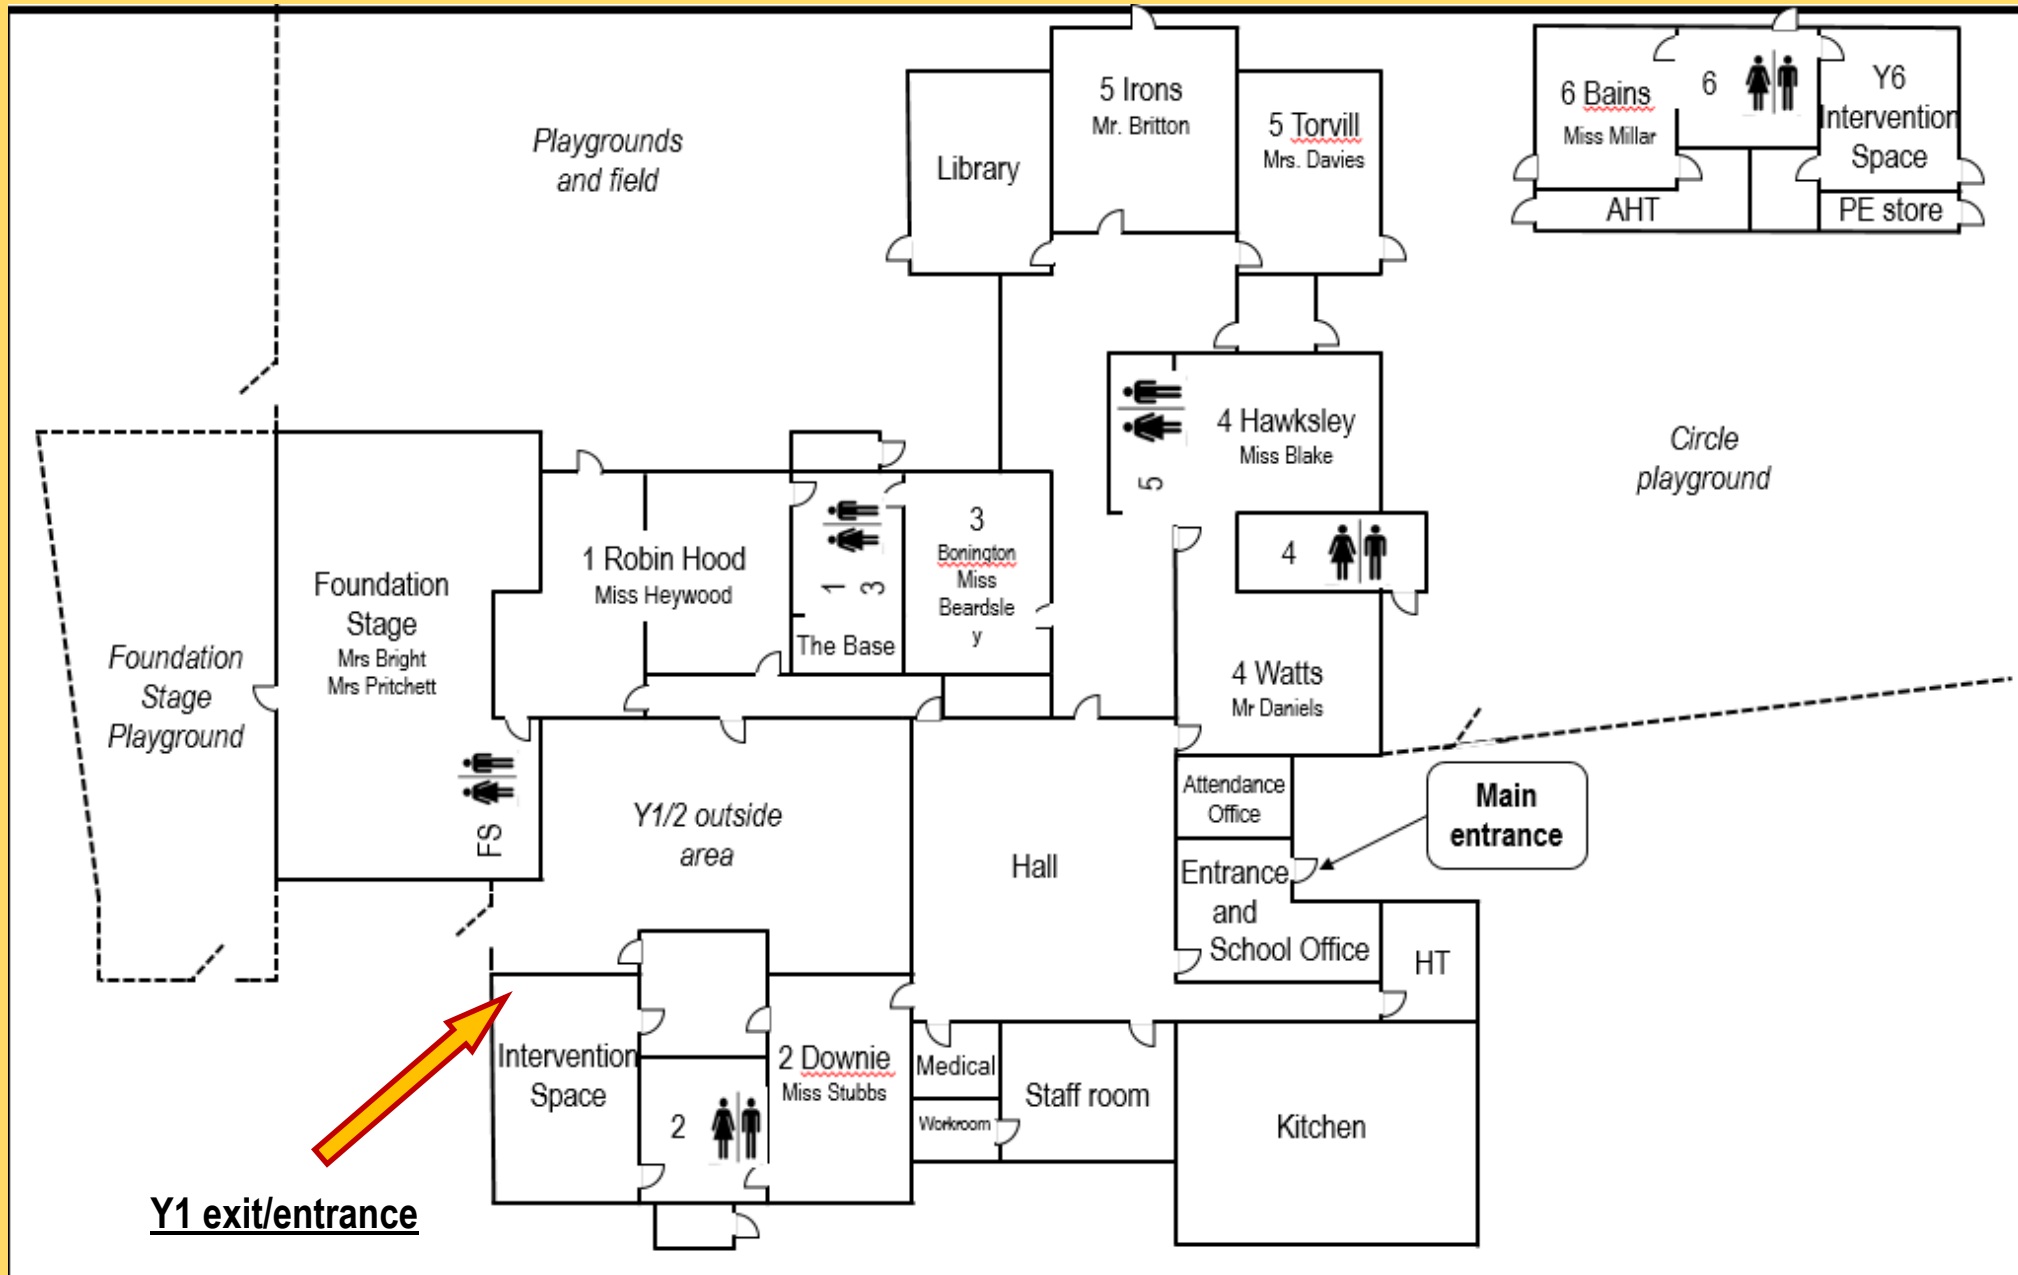 Playgrounds
and field
Library
5 Irons
Mr. Britton
5 Torvill
Mrs. Davies
6 Bains
Miss Millar
6
Y6
Intervention
Space
AHT
PE store
Foundation
Stage
Playground
Foundation
Stage
Mrs Bright
Mrs Pritchett
FS
1 Robin Hood
Miss Heywood
1
3
The Base
3
Bonington
Miss
Beardsle
y
5
4 Hawksley
Miss Blake
4
4 Watts
Mr Daniels
Circle
playground
Y1/2 outside
area
Hall
Attendance
Office
Entrance
and
School Office
Main
entrance
HT
Intervention
Space
2
2 Downie
Miss Stubbs
Medical
Workroom
Staff room
Kitchen
Y1 exit/entrance